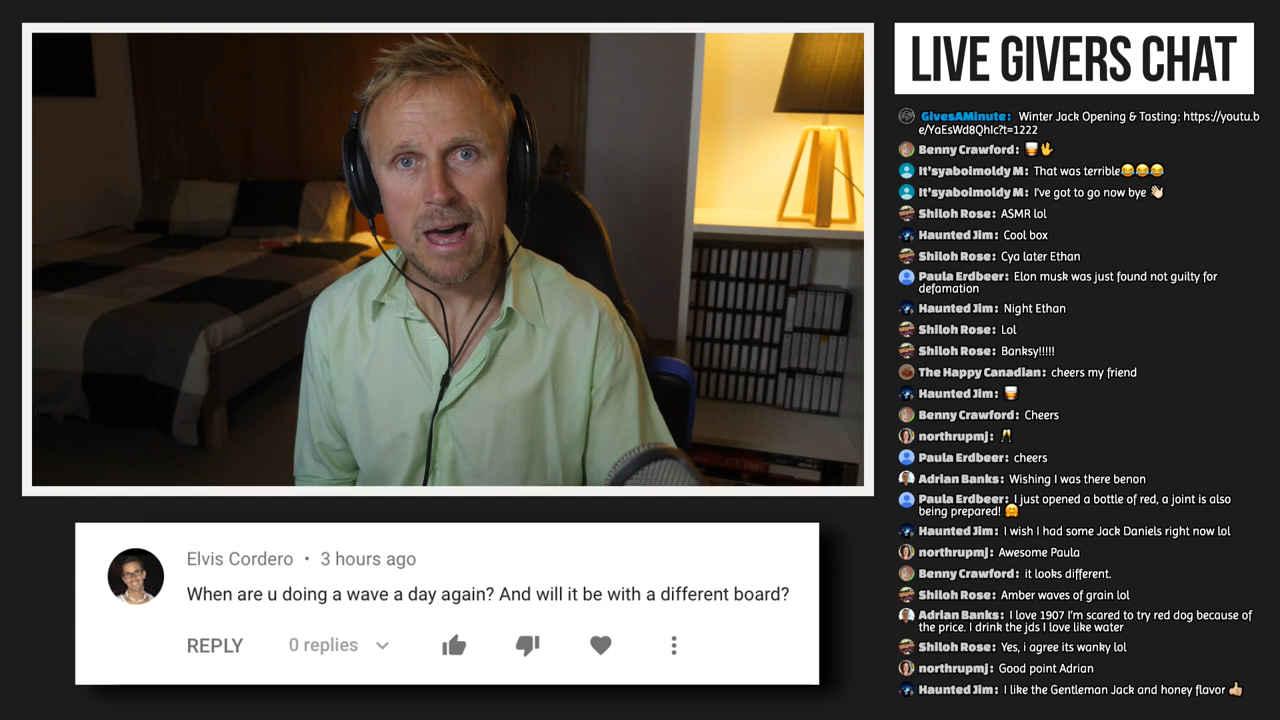 LIVE GIVERS CHAT
GivesAMinute: Winter Jack Opening & Tasting: https://youtu.b
e/YaEsWd8QhIc?t=1222
Benny Crawford: 🥃🖖
It'syaboimoldy M: That was terrible😂😂😂
It'syaboimoldy M: I've got to go now bye 👋🏻
Shiloh Rose: ASMR lol
Haunted Jim: Cool box
Shiloh Rose: Cya later Ethan
Paula Erdbeer: Elon musk was just found not guilty for
defamation
Haunted Jim: Night Ethan
Shiloh Rose: Lol
Shiloh Rose: Banksy!!!!!
The Happy Canadian: cheers my friend
Haunted Jim: 🥃
Benny Crawford: Cheers
northrupmj: 🥂
Paula Erdbeer: cheers
Adrian Banks: Wishing I was there benon
Paula Erdbeer: I just opened a bottle of red, a joint is also
being prepared! 🤗
Haunted Jim: I wish I had some Jack Daniels right now lol
northrupmj: Awesome Paula
Benny Crawford: it looks different.
Shiloh Rose: Amber waves of grain lol
Adrian Banks: I love 1907 I'm scared to try red dog because of
the price. I drink the jds I love like water
Shiloh Rose: Yes, i agree its wanky lol
northrupmj: Good point Adrian
Haunted Jim: I like the Gentleman Jack and honey flavor 👍🏼
Elvis Cordero • 3 hours ago
When are u doing a wave a day again? And will it be with a different board?
REPLY 0 replies